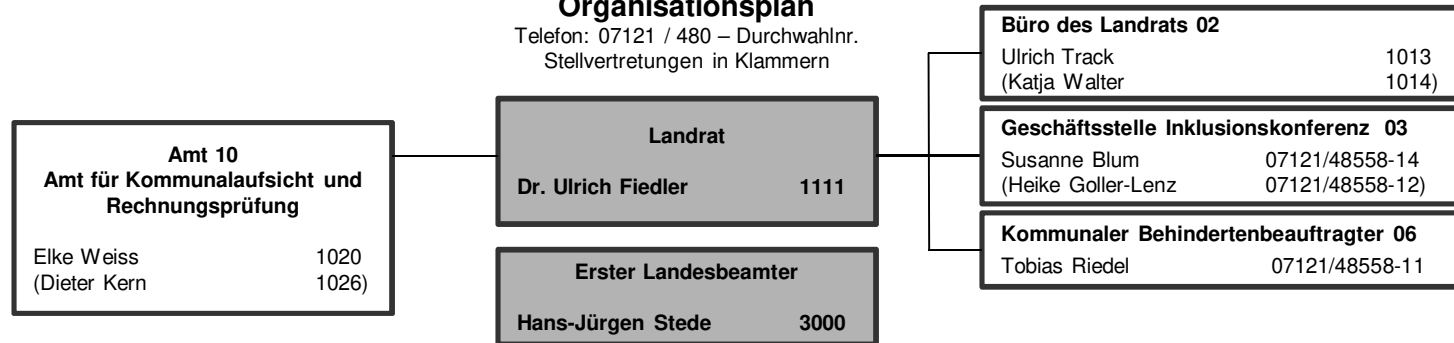 Organisationsplan
Telefon: 07121 / 480 – Durchwahlnr.
Stellvertretungen in Klammern
Amt 10
Amt für Kommunalaufsicht und
Rechnungsprüfung
Elke Weiss 1020
(Dieter Kern 1026)
Landrat
Dr. Ulrich Fiedler 1111
Erster Landesbeamter
Hans-Jürgen Stede 3000
Büro des Landrats 02
Ulrich Track 1013
(Katja Walter 1014)
Geschäftsstelle Inklusionskonferenz 03
Susanne Blum 07121/48558-14
(Heike Goller-Lenz 07121/48558-12)
Kommunaler Behindertenbeauftragter 06
Tobias Riedel 07121/48558-11